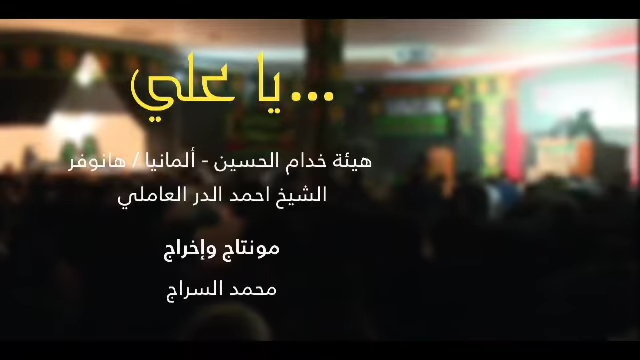 يا علي...
هيئة خدام الحسين - ألمانيا / هانوفر
الشيخ احمد الدر العاملي
مونتاج وإخراج
محمد السراج